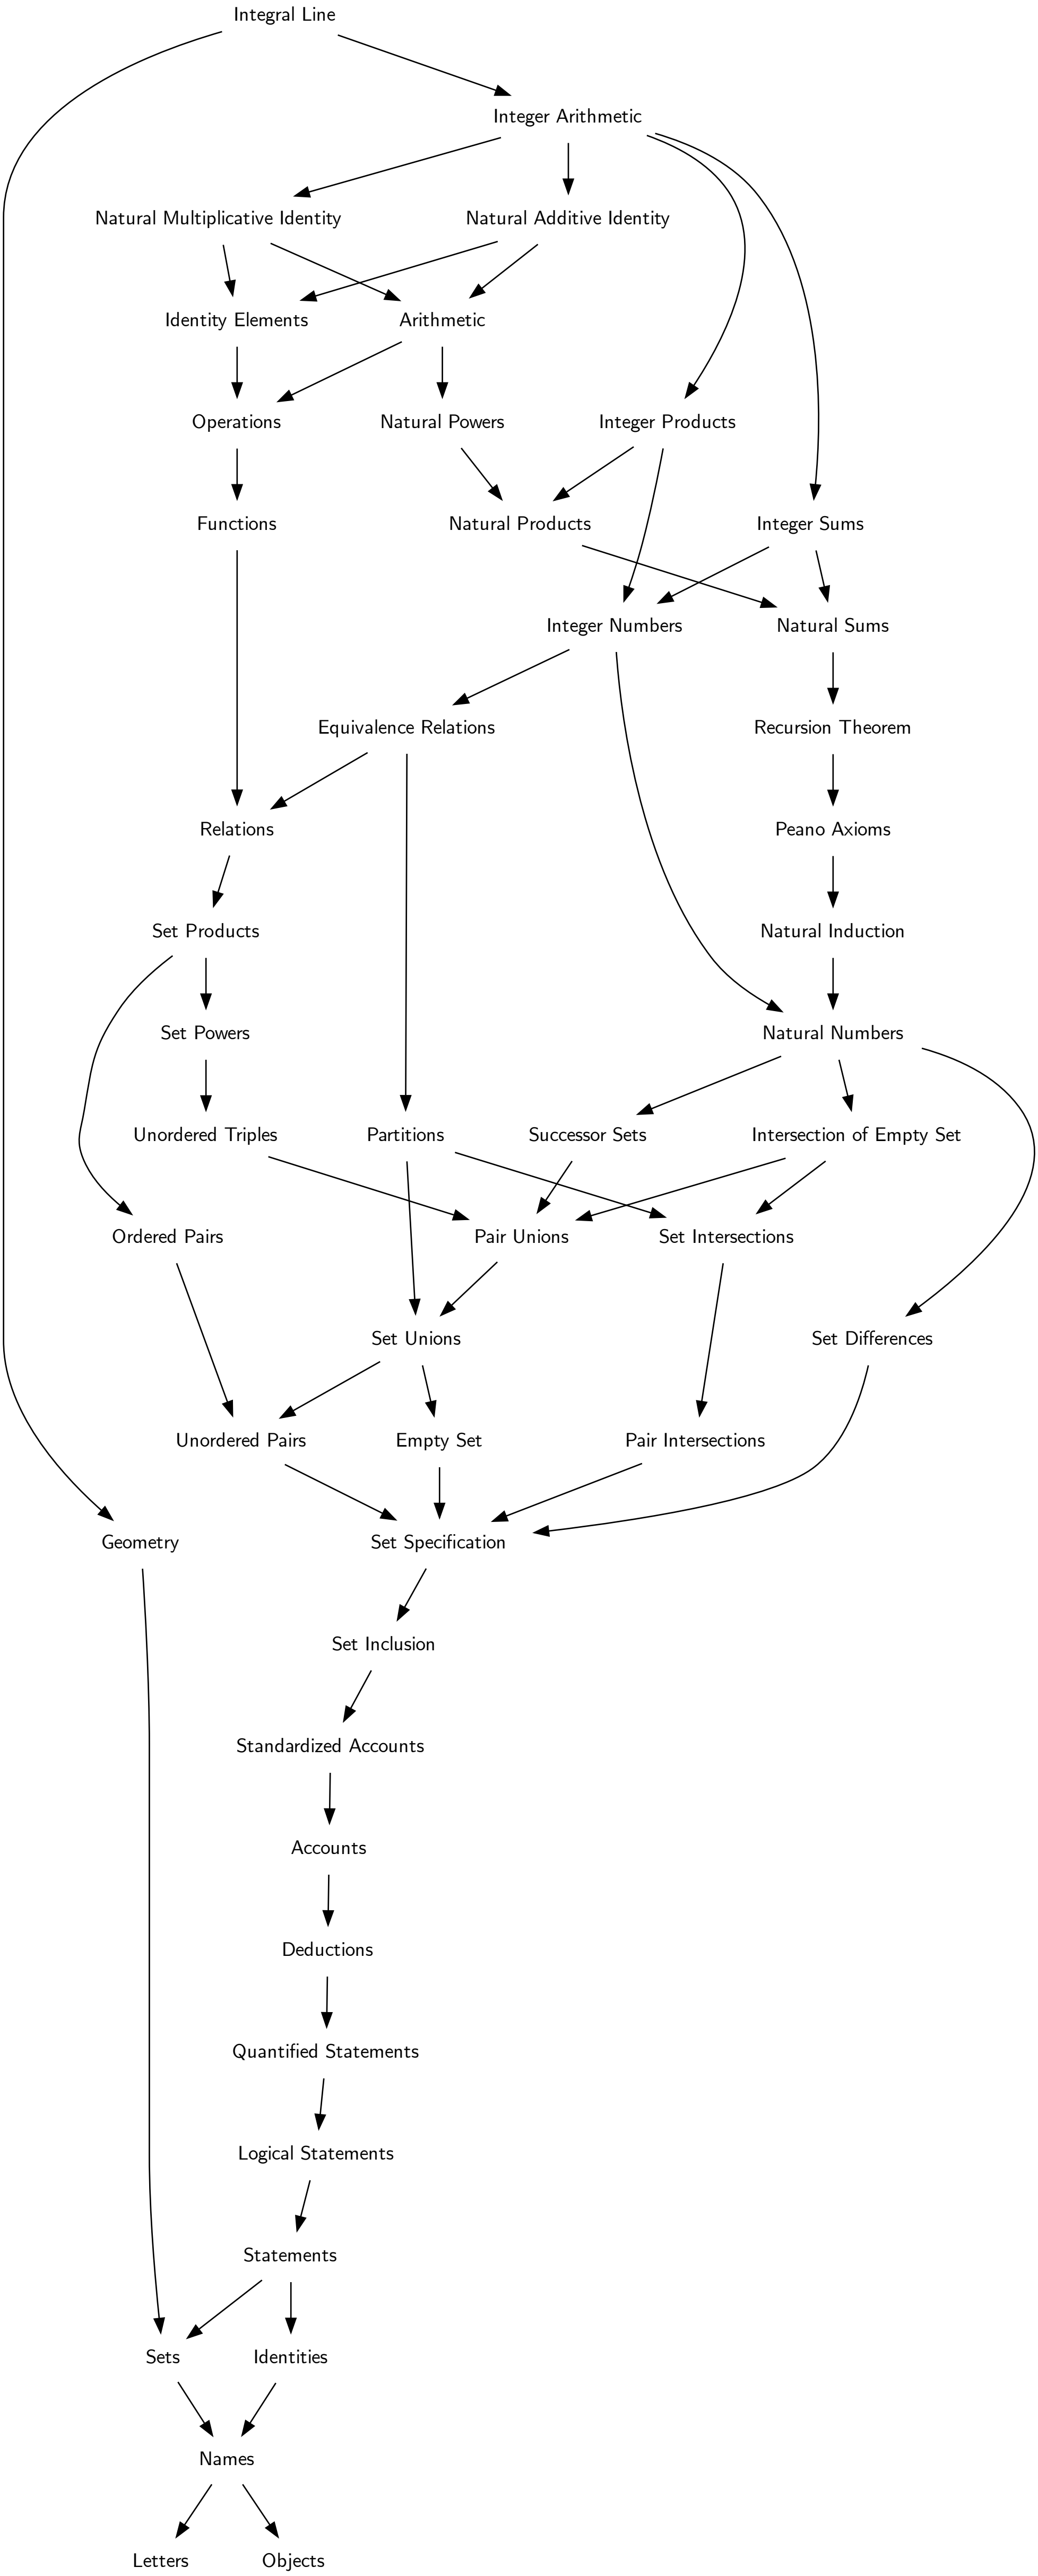 Integral Line
Integer Arithmetic
Natural Multiplicative Identity
Natural Additive Identity
Identity Elements
Arithmetic
Operations
Natural Powers
Integer Products
Functions
Natural Products
Integer Sums
Integer Numbers
Natural Sums
Equivalence Relations
Recursion Theorem
Relations
Peano Axioms
Set Products
Natural Induction
Set Powers
Natural Numbers
Unordered Triples
Partitions
Successor Sets
Intersection of Empty Set
Ordered Pairs
Pair Unions
Set Intersections
Set Unions
Set Differences
Unordered Pairs
Empty Set
Pair Intersections
Geometry
Set Specification
Set Inclusion
Standardized Accounts
Accounts
Deductions
Quantified Statements
Logical Statements
Statements
Sets
Identities
Names
Letters
Objects